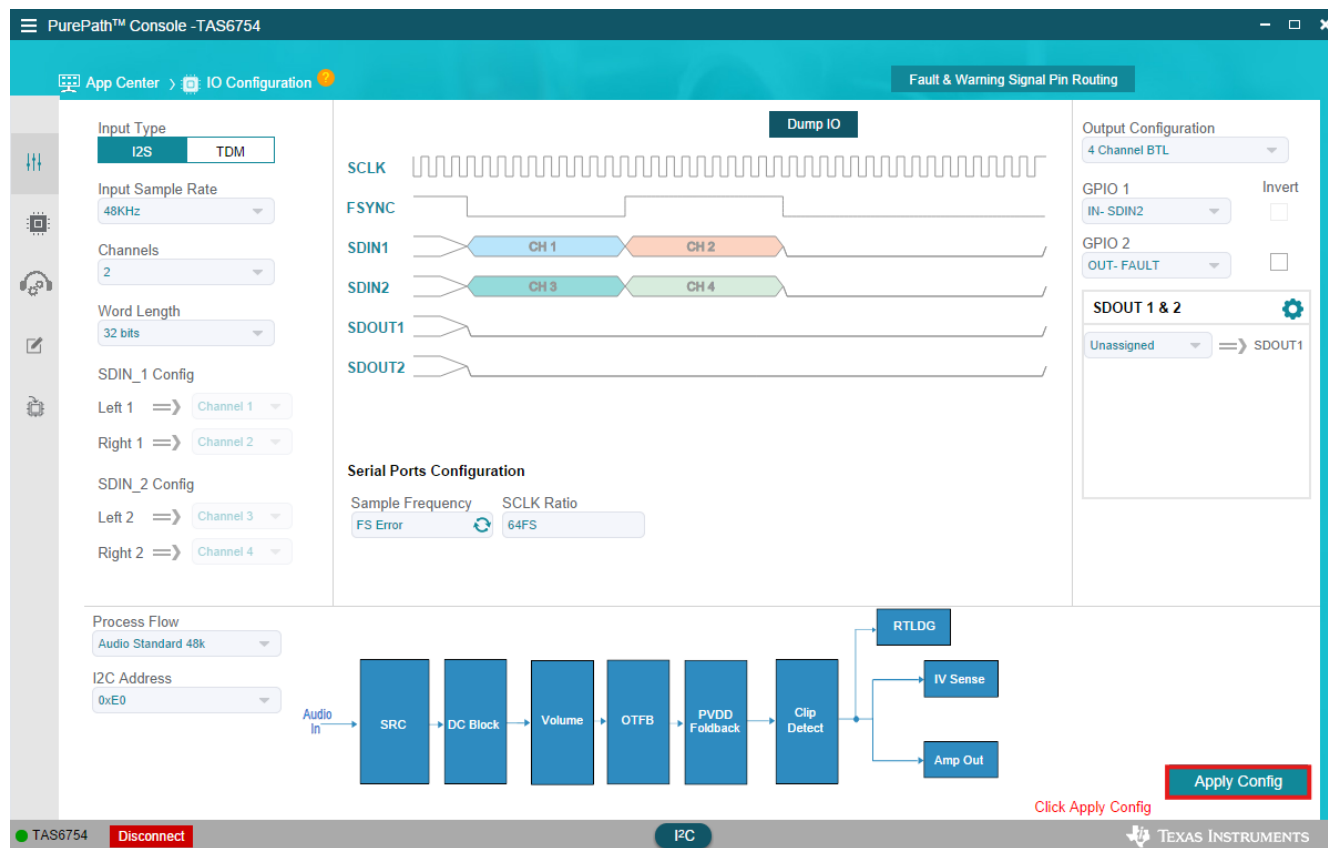 PurePath™ Console -TAS6754
App Center > IO Configuration ?
Fault & Warning Signal Pin Routing
Input Type
I2S TDM
Input Sample Rate
48KHz
Channels
2
Word Length
32 bits
SDIN_1 Config
Left 1 Channel 1
Right 1 Channel 2
SDIN_2 Config
Left 2 Channel 3
Right 2 Channel 4
Dump IO
SCLK
FSYNC
SDIN1 CH 1 CH 2
SDIN2 CH 3 CH 4
SDOUT1
SDOUT2
Serial Ports Configuration
Sample Frequency SCLK Ratio
FS Error 64FS
Output Configuration
4 Channel BTL
GPIO 1 Invert
IN- SDIN2
GPIO 2
OUT- FAULT
SDOUT 1 & 2
Unassigned SDOUT1
Process Flow
Audio Standard 48k
I2C Address
0xE0
Audio
In
SRC
DC Block
Volume
OTFB
PVDD
Foldback
Clip
Detect
RTLDG
IV Sense
Amp Out
Apply Config
Click Apply Config
TAS6754 Disconnect I²C TEXAS INSTRUMENTS